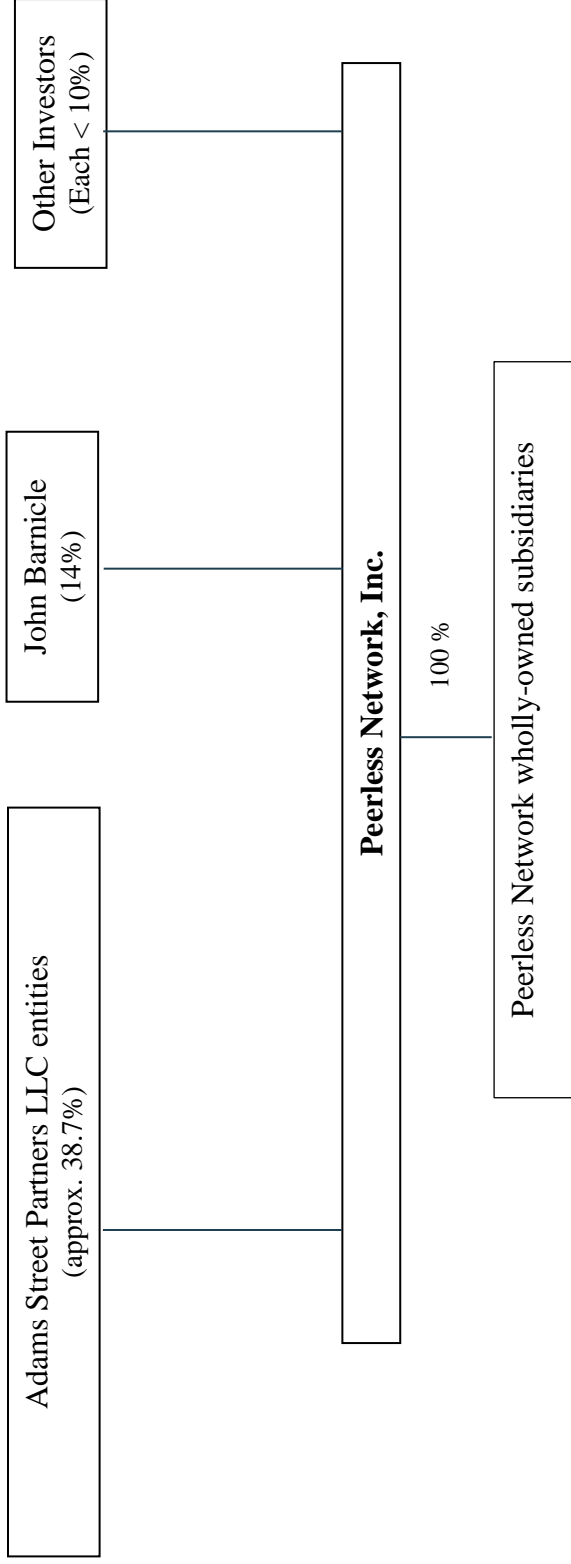 Adams Street Partners LLC entities
(approx. 38.7%)
John Barnicle
(14%)
Other Investors
(Each < 10%)
Peerless Network, Inc.
100 %
Peerless Network wholly-owned subsidiaries